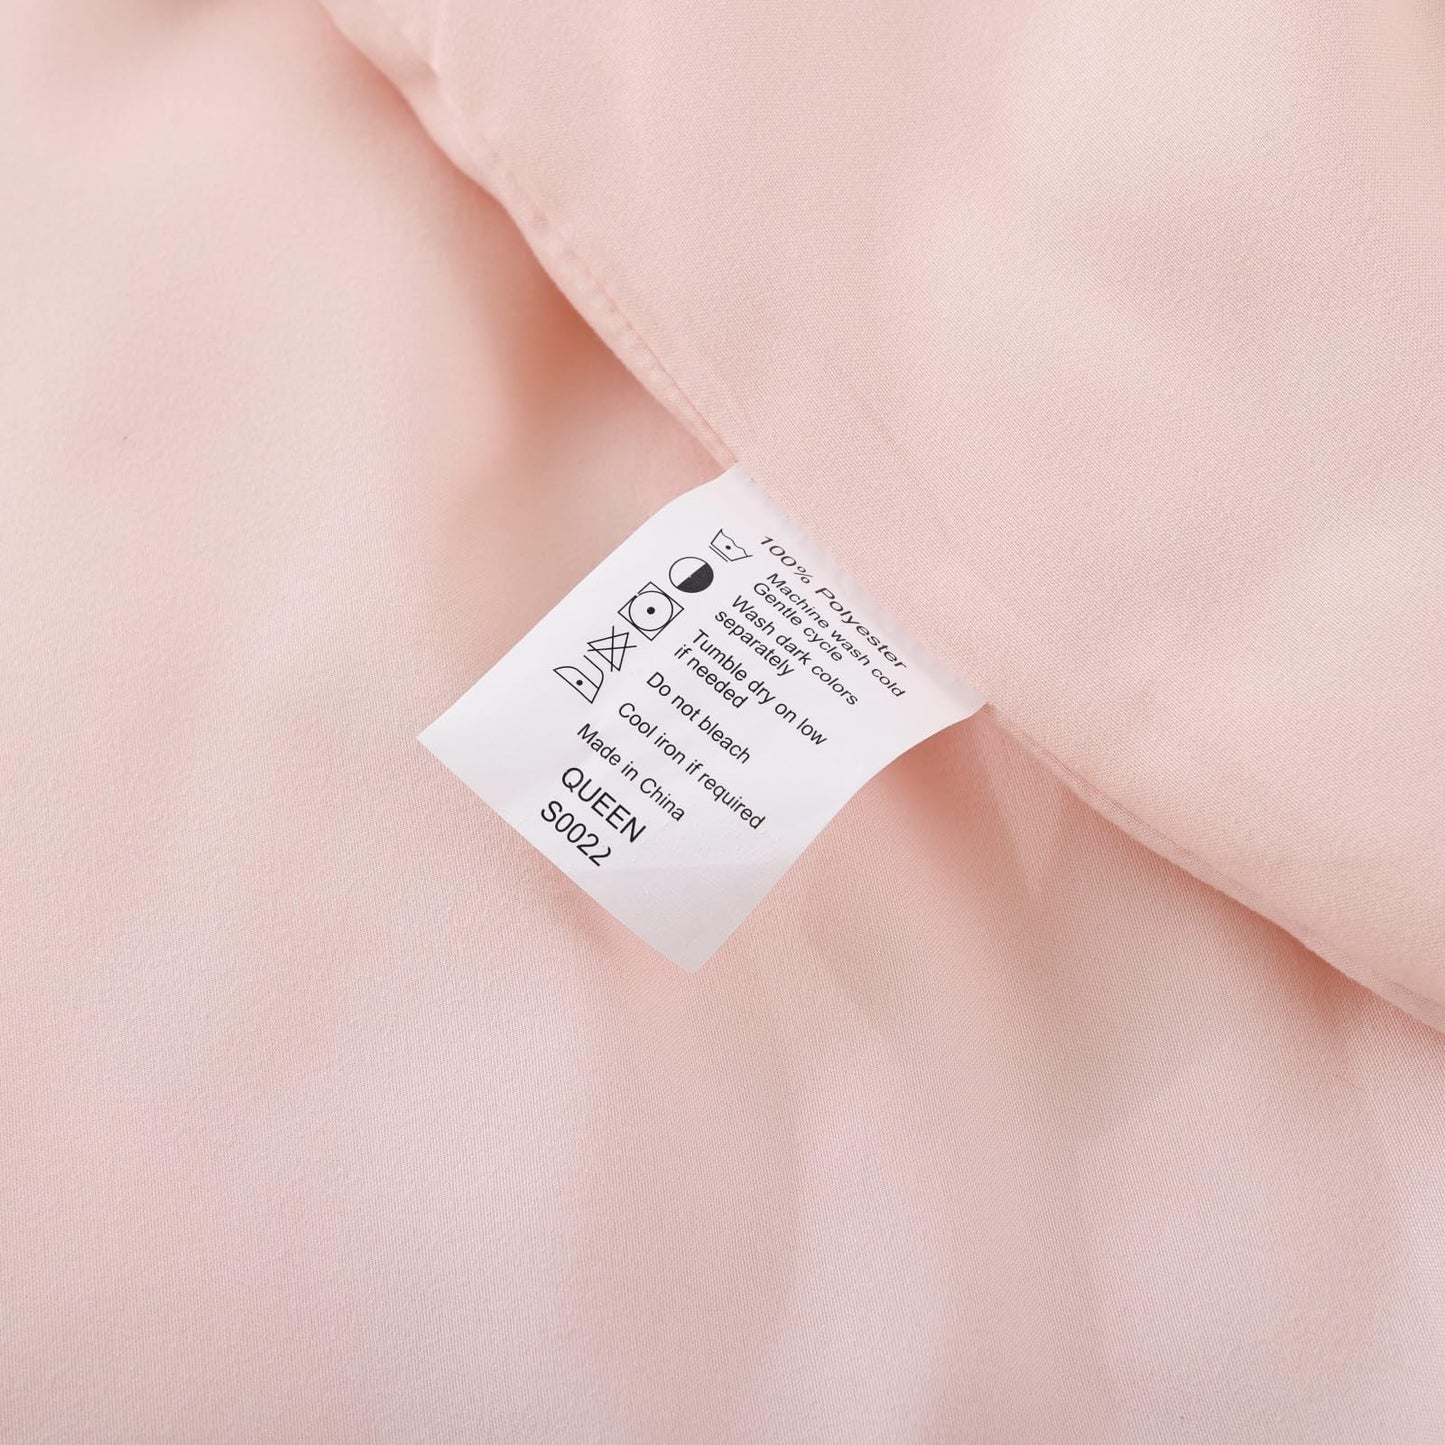 100% Polyester
Machine wash cold
Gentle cycle
Wash dark colors
separately
Tumble dry on low
if needed
Do not bleach
Cool iron if required
Made in China
QUEEN
S0022